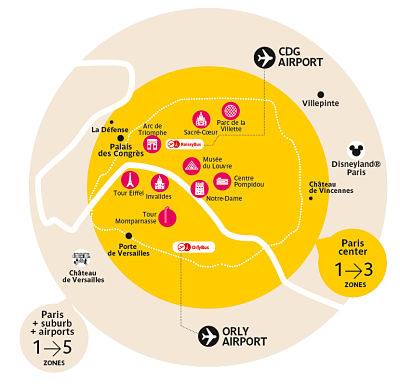 CDG
AIRPORT
Villepinte
Parc de la
Villette
Sacré-Cœur
Arc de
Triomphe
La Défense
Palais
des Congrès
RoissyBus
Disneyland®
Paris
Musée
du Louvre
Centre
Pompidou
Château
de Vincennes
Tour Eiffel
Invalides
Notre-Dame
Tour
Montparnasse
Porte
de Versailles
OrlyBus
Paris
center
1→3
ZONES
Château
de Versailles
Paris
+ suburb
+ airports
1→5
ZONES
ORLY
AIRPORT